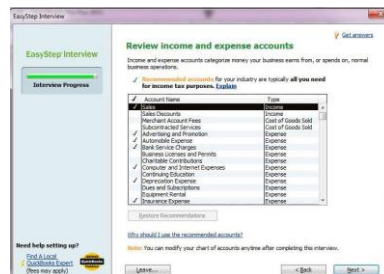 EasyStep Interview
Get answers
EasyStep Interview
Interview Progress
Review income and expense accounts
Income and expense accounts categorize money your business earns from, or spends on, normal
business operations.
✓ Recommended accounts for your industry are typically all you need
for income tax purposes. Explain
✓ Account Name Type
✓ Sales Income
Sales Discounts Income
Merchant Account Fees Cost of Goods Sold
Subcontracted Services Cost of Goods Sold
✓ Advertising and Promotion Expense
✓ Automobile Expense Expense
✓ Bank Service Charges Expense
Business Licenses and Permits Expense
Charitable Contributions Expense
✓ Computer and Internet Expenses Expense
Continuing Education Expense
✓ Depreciation Expense Expense
Dues and Subscriptions Expense
Equipment Rental Expense
✓ Insurance Expense Expense
Restore Recommendations
Why should I use the recommended accounts?
Note: You can modify your chart of accounts anytime after completing this interview.
Need help setting up?
Find A Local
QuickBooks Expert
(fees may apply)
Leave...
< Back
Next >